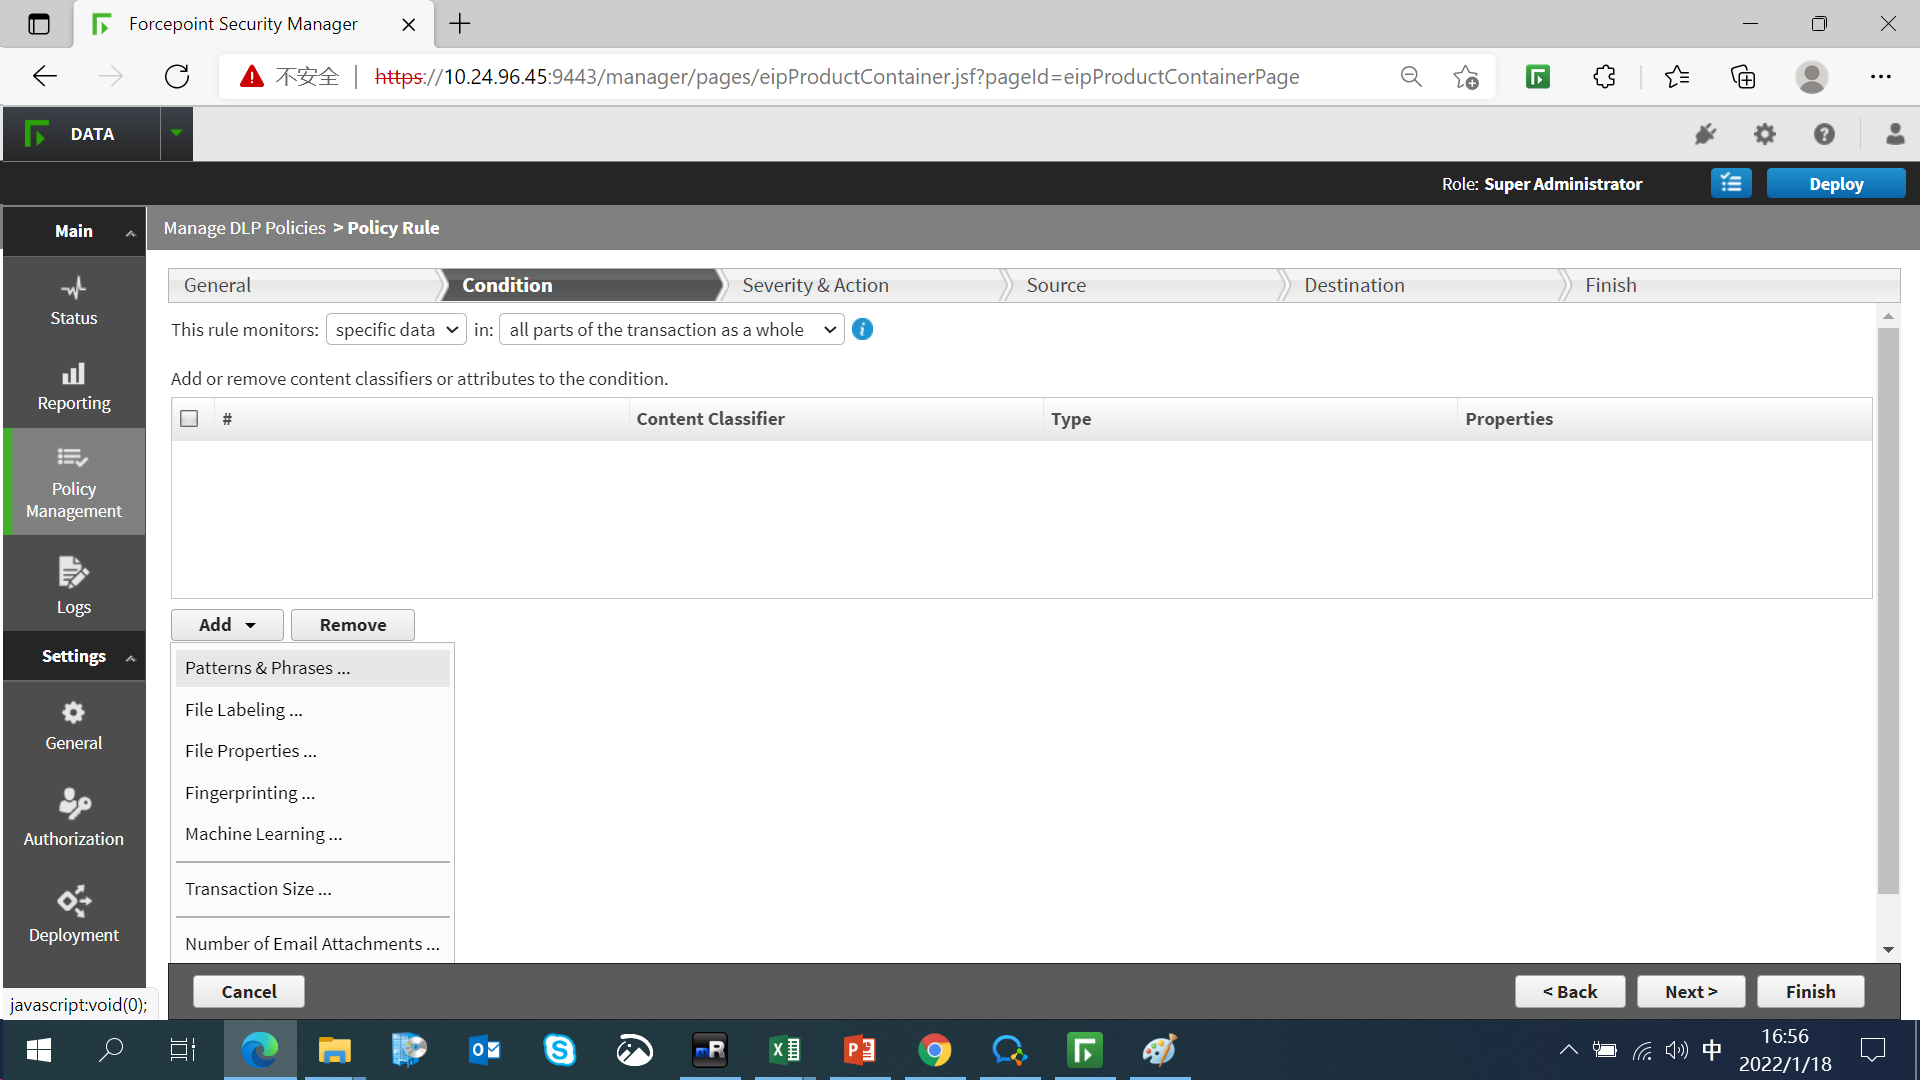 Forcepoint Security Manager
不安全 https://10.24.96.45:9443/manager/pages/eipProductContainer.jsf?pageId=eipProductContainerPage
DATA
Role: Super Administrator
Deploy
Main
Manage DLP Policies > Policy Rule
General
Condition
Severity & Action
Source
Destination
Finish
Status
This rule monitors: specific data in: all parts of the transaction as a whole
Reporting
Add or remove content classifiers or attributes to the condition.
# Content Classifier Type Properties
Policy
Management
Logs
Add Remove
Settings
Patterns & Phrases ...
File Labeling ...
File Properties ...
Fingerprinting ...
Machine Learning ...
Transaction Size ...
Number of Email Attachments ...
General
Authorization
Deployment
Cancel
< Back
Next >
Finish
javascript:void(0);
中
16:56
2022/1/18